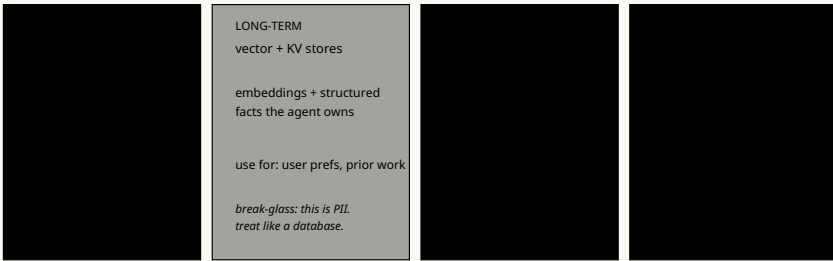 LONG-TERM
vector + KV stores
embeddings + structured
facts the agent owns
use for: user prefs, prior work
break-glass: this is PII.
treat like a database.